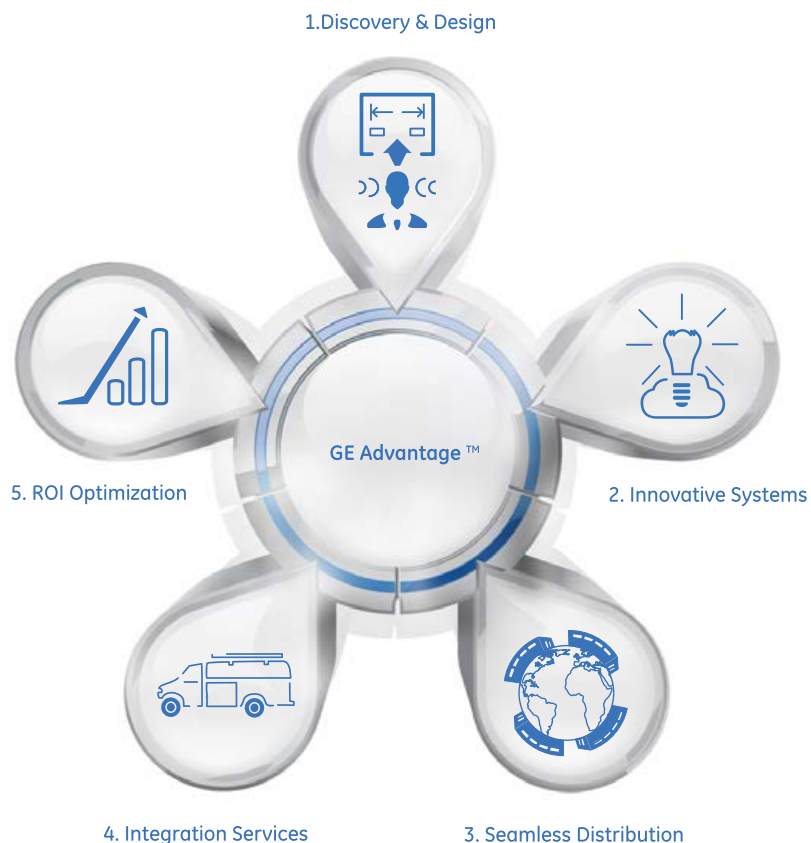 1.Discovery & Design
GE Advantage ™
5. ROI Optimization
2. Innovative Systems
4. Integration Services
3. Seamless Distribution